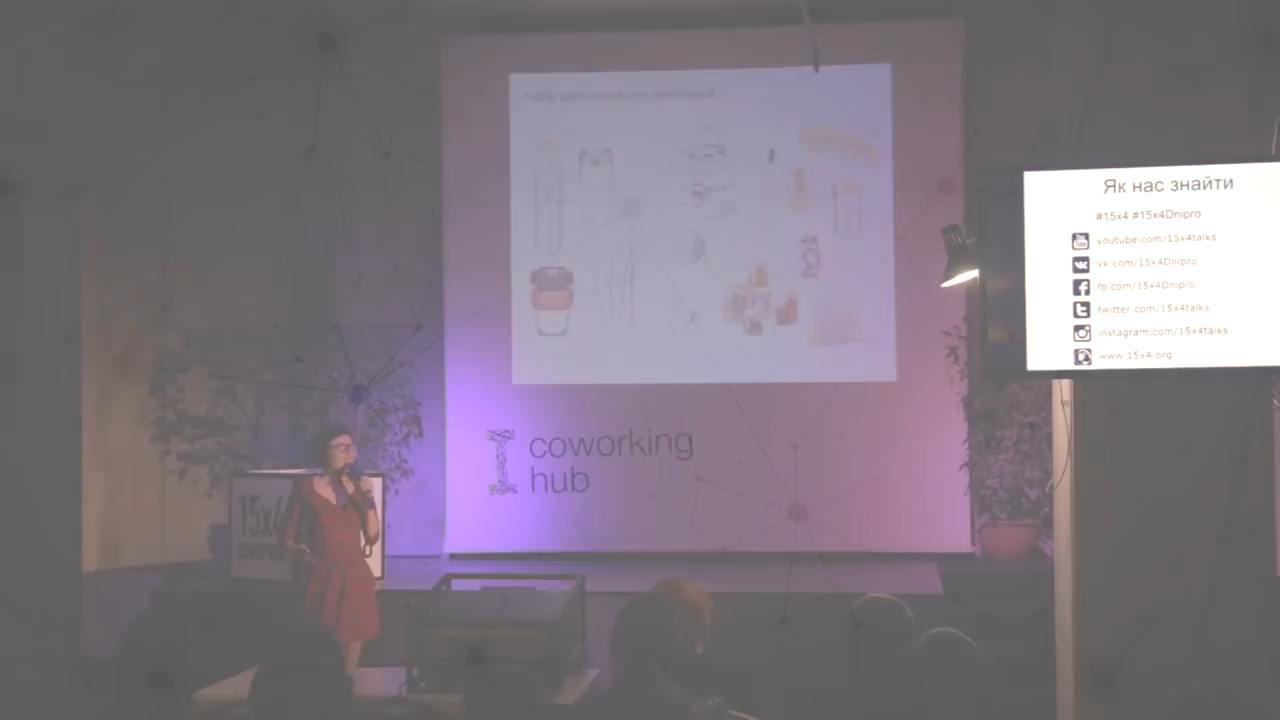 coworking
hub
15x4
Як нас знайти
#15x4 #15x4Dnipro
youtube.com/15x4talks
vk.com/15x4Dnipro
fb.com/15x4Dnipro
twitter.com/15x4talks
instagram.com/15x4talks
www.15x4.org